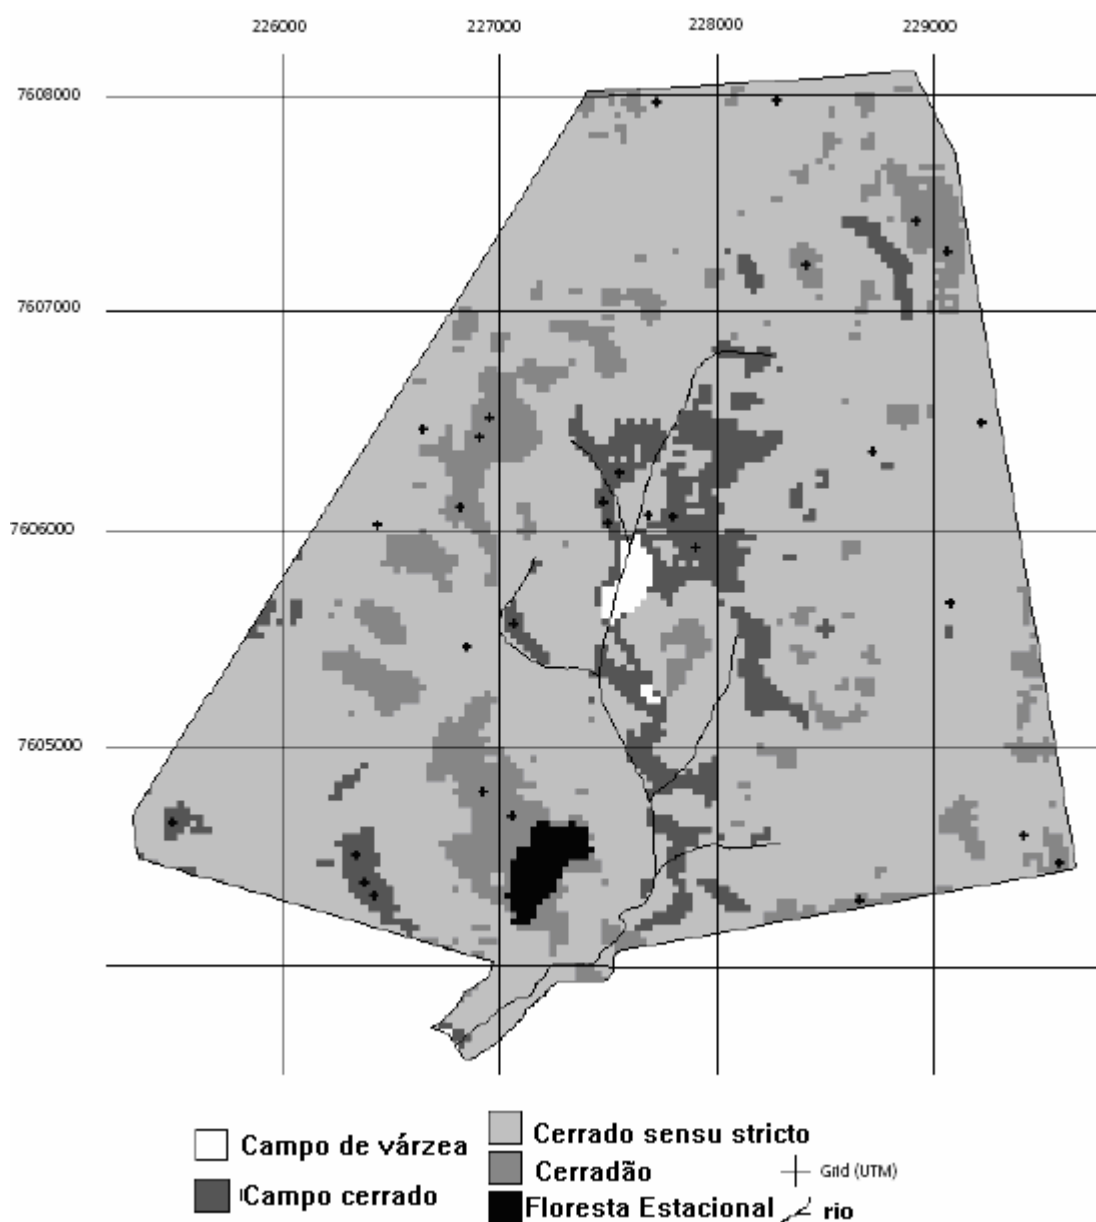 226000 227000 228000 229000
7608000
7607000
7606000
7605000
Campo de várzea
Campo cerrado
Cerrado sensu stricto
Cerradão
Floresta Estacional
Grid (UTM)
rio